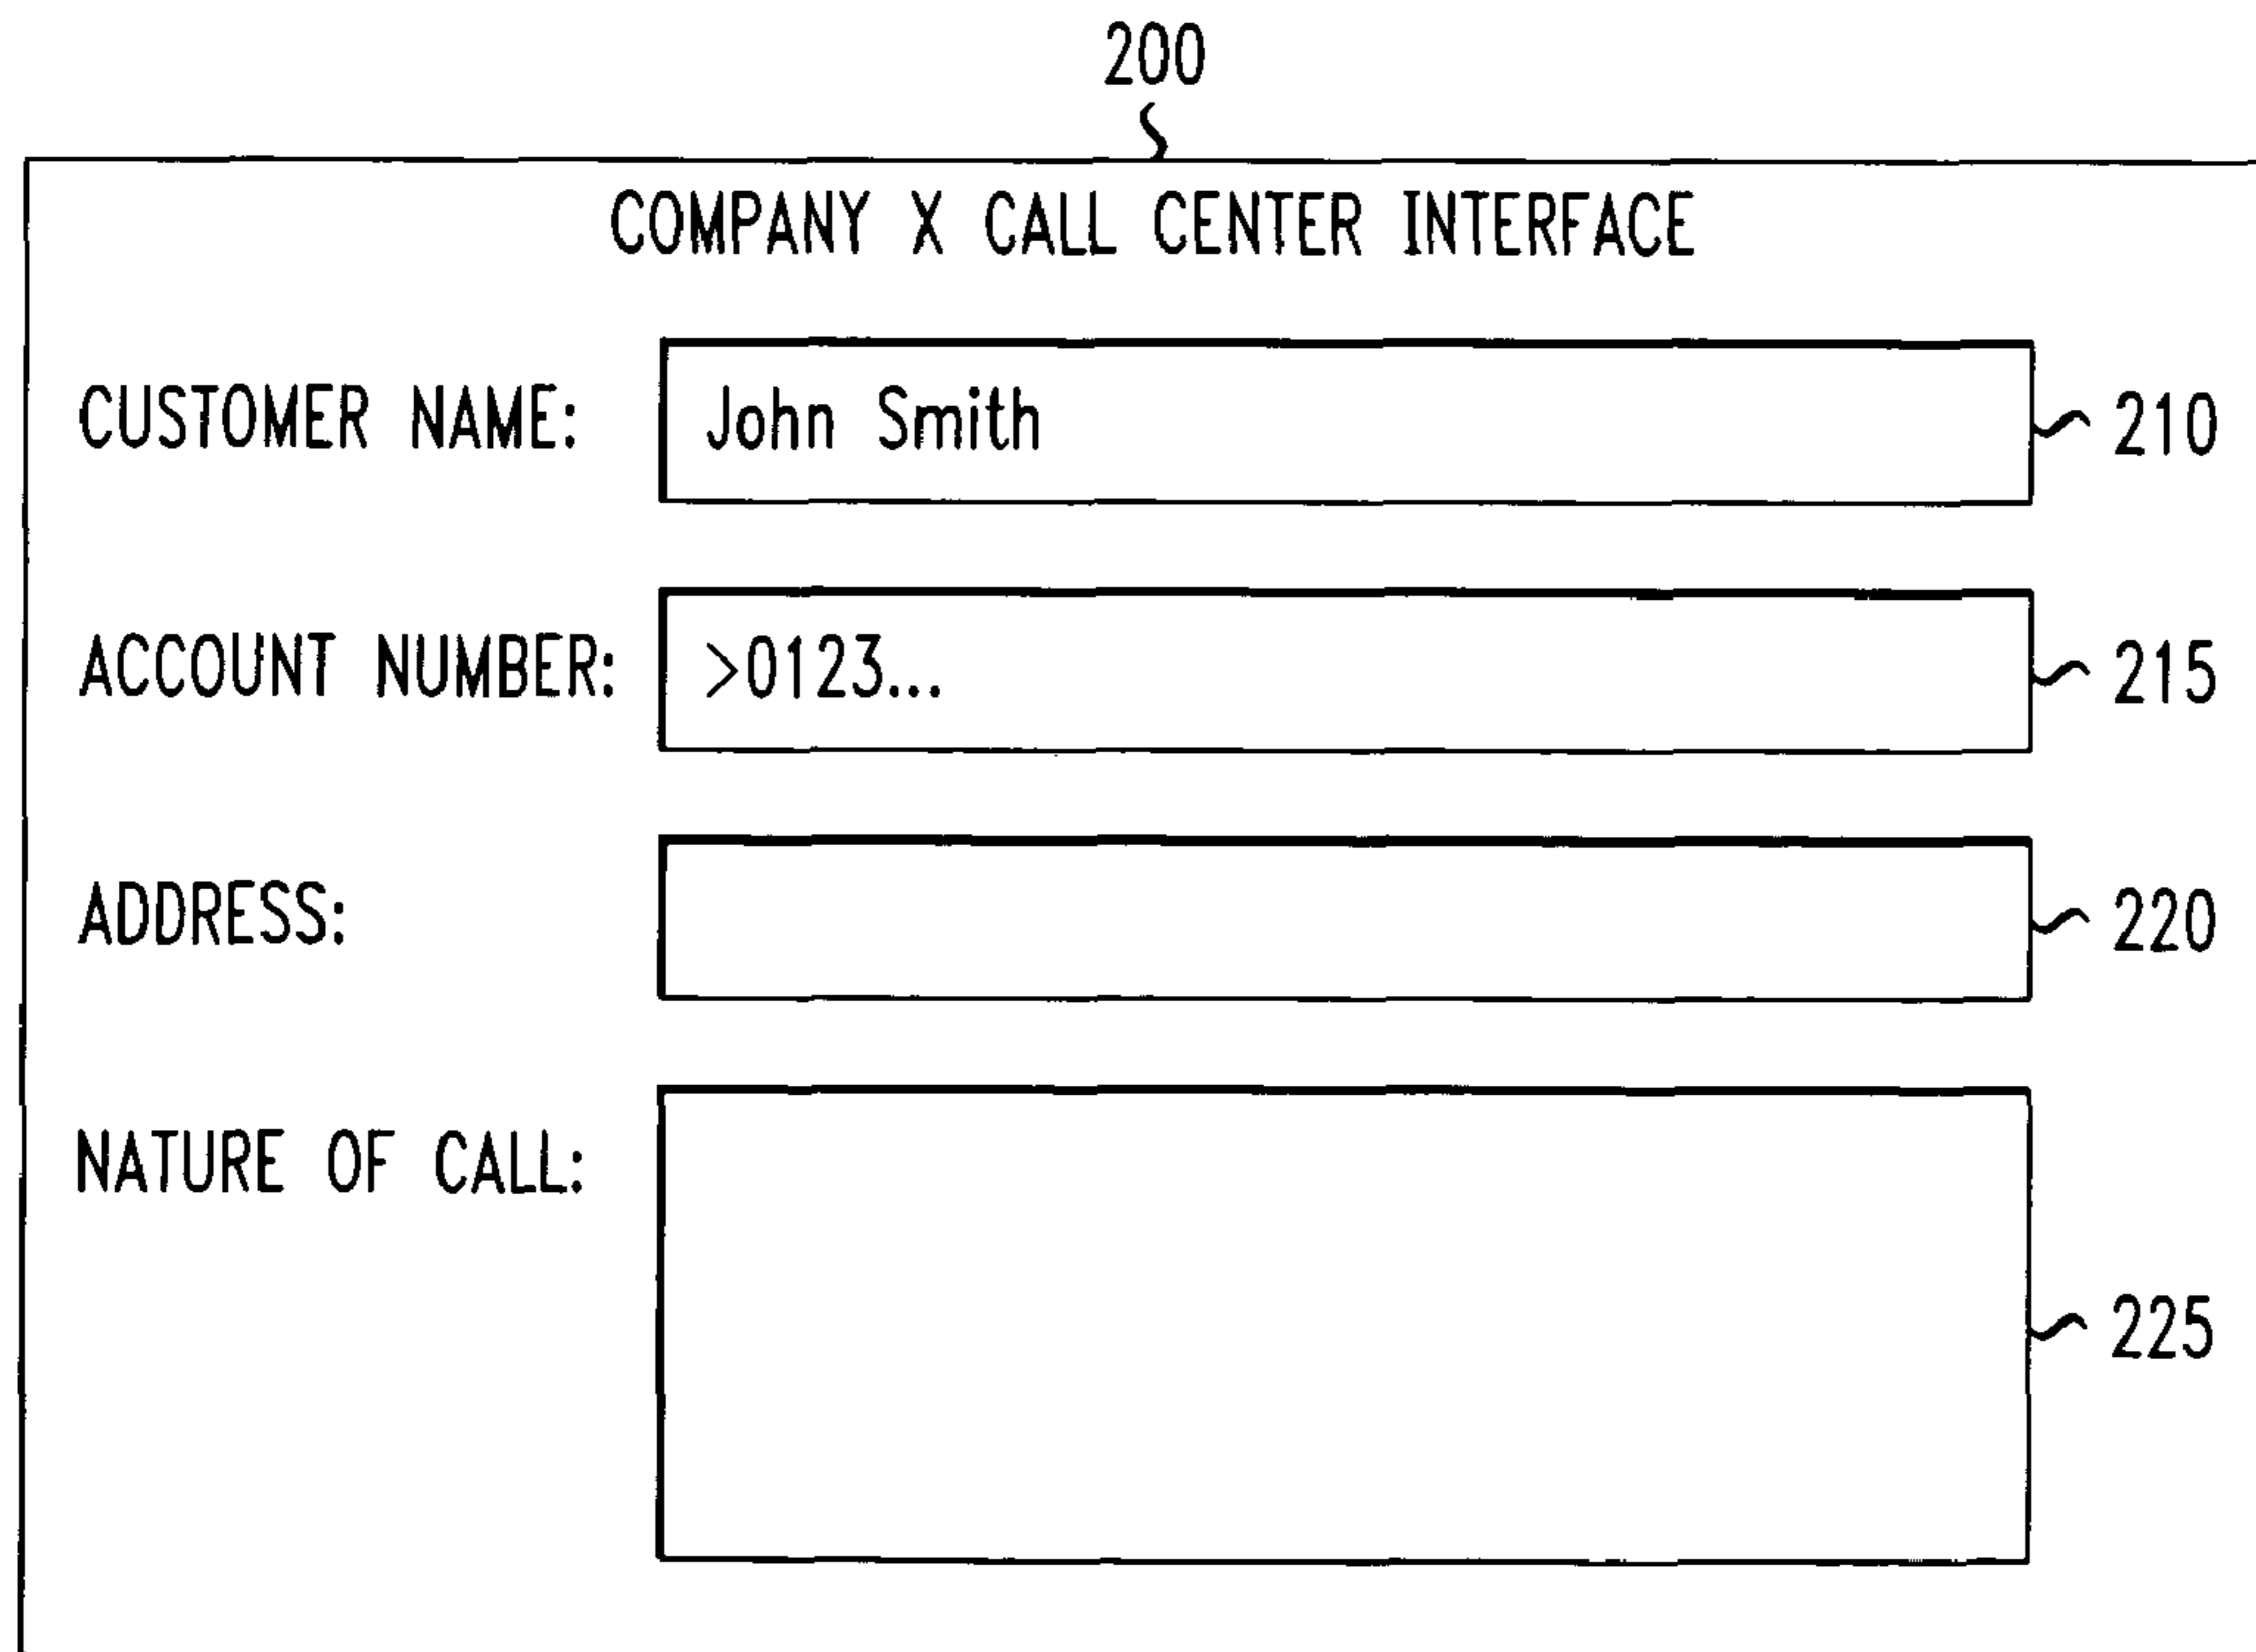 200
COMPANY X CALL CENTER INTERFACE
CUSTOMER NAME: John Smith 210
ACCOUNT NUMBER: >0123... 215
ADDRESS: 220
NATURE OF CALL:
225